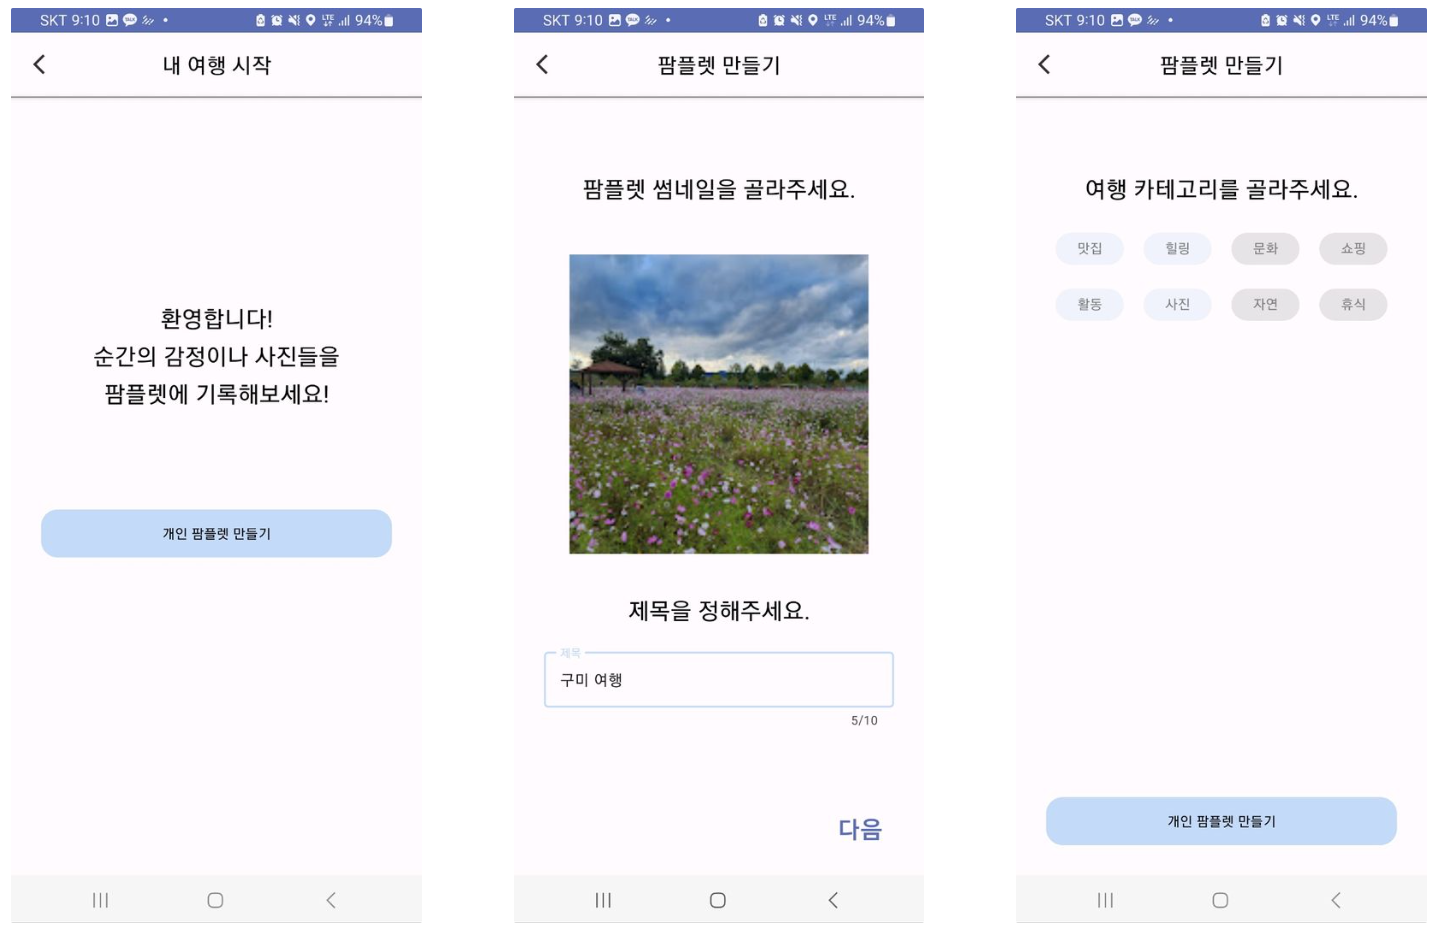 SKT 9:10
LTE
94%
내 여행 시작
환영합니다!
순간의 감정이나 사진들을
팜플렛에 기록해보세요!
개인 팜플렛 만들기
SKT 9:10
LTE
94%
팜플렛 만들기
팜플렛 썸네일을 골라주세요.
제목을 정해주세요.
제목
구미 여행
5/10
다음
SKT 9:10
LTE
94%
팜플렛 만들기
여행 카테고리를 골라주세요.
맛집 힐링 문화 쇼핑
활동 사진 자연 휴식
개인 팜플렛 만들기